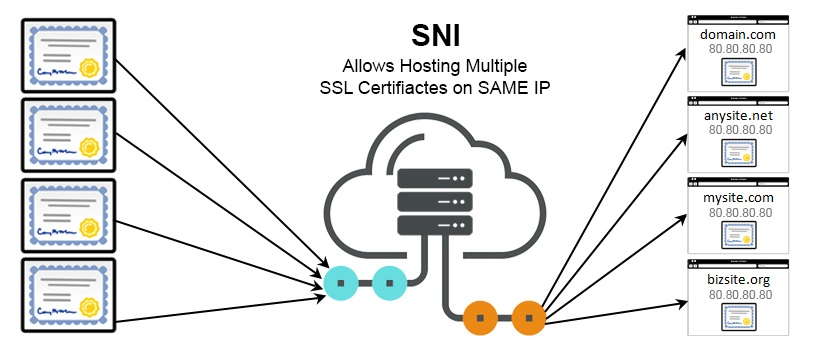 SNI
Allows Hosting Multiple
SSL Certifiactes on SAME IP
domain.com
80.80.80.80
anysite.net
80.80.80.80
mysite.com
80.80.80.80
bizsite.org
80.80.80.80